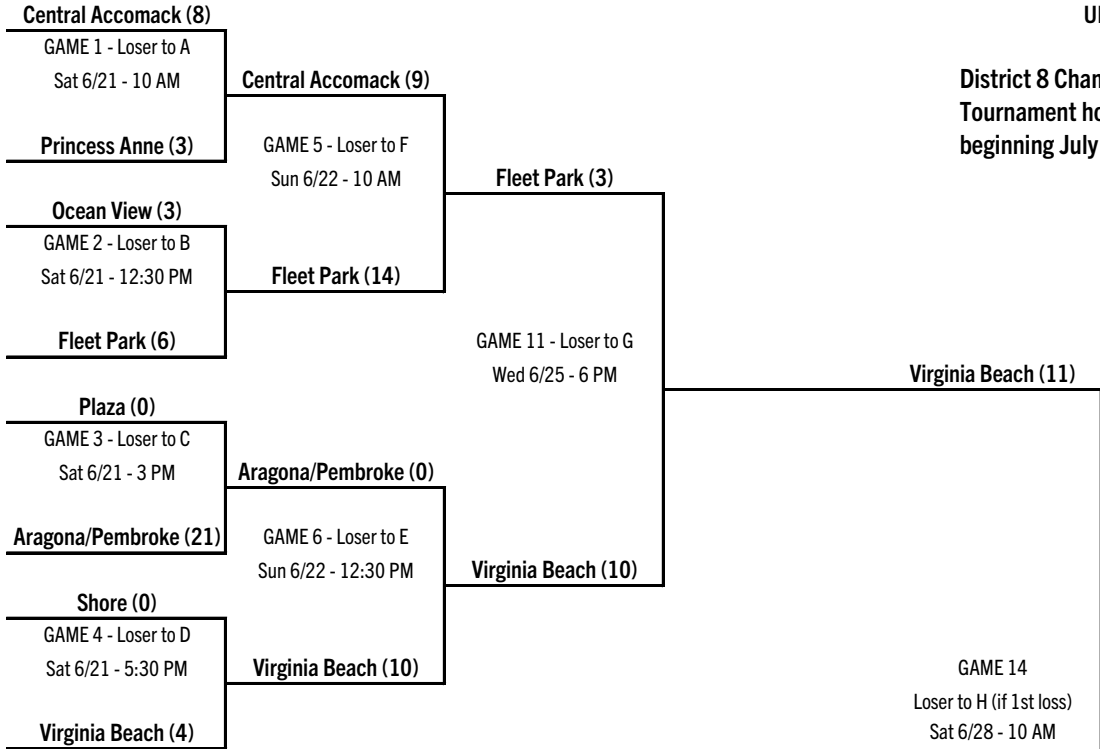 Central Accomack (8)
GAME 1 - Loser to A
Sat 6/21 - 10 AM
Princess Anne (3)
Ocean View (3)
GAME 2 - Loser to B
Sat 6/21 - 12:30 PM
Fleet Park (6)
Plaza (0)
GAME 3 - Loser to C
Sat 6/21 - 3 PM
Aragona/Pembroke (21)
Shore (0)
GAME 4 - Loser to D
Sat 6/21 - 5:30 PM
Virginia Beach (4)
Central Accomack (9)
GAME 5 - Loser to F
Sun 6/22 - 10 AM
Fleet Park (14)
Aragona/Pembroke (0)
GAME 6 - Loser to E
Sun 6/22 - 12:30 PM
Virginia Beach (10)
Fleet Park (3)
GAME 11 - Loser to G
Wed 6/25 - 6 PM
Virginia Beach (10)
District 8
Tournament
beginning July
Virginia Beach (11)
GAME 14
Loser to H (if 1st loss)
Sat 6/28 - 10 AM